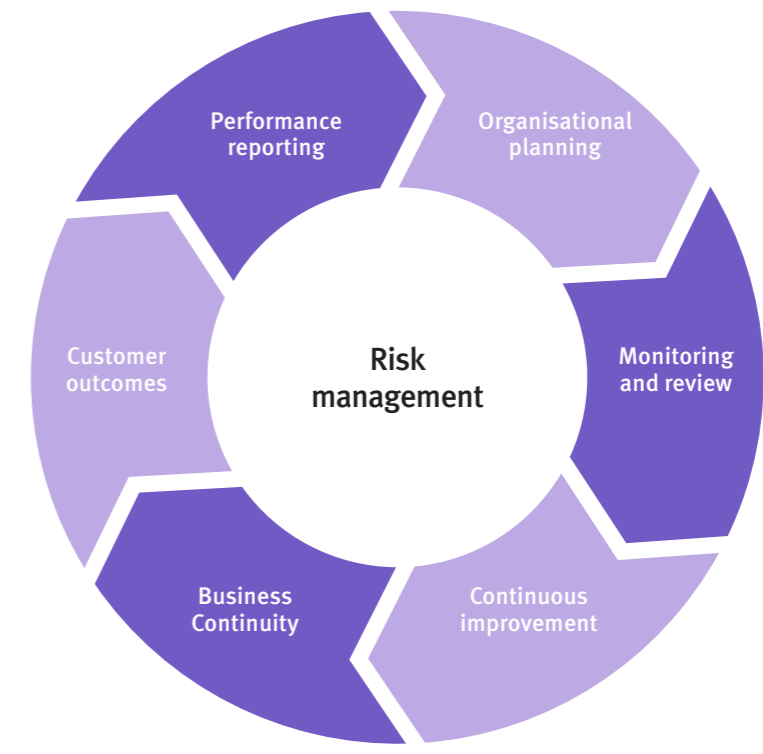 Performance
reporting
Organisational
planning
Customer
outcomes
Risk
management
Monitoring
and review
Business
Continuity
Continuous
improvement